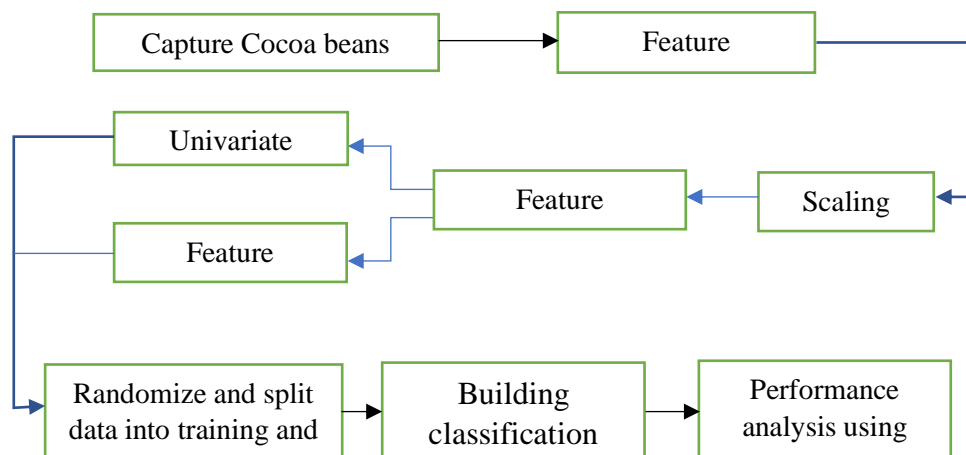 Capture Cocoa beans
Feature
Univariate
Feature
Scaling
Feature
Randomize and split
data into training and
Building
classification
Performance
analysis using